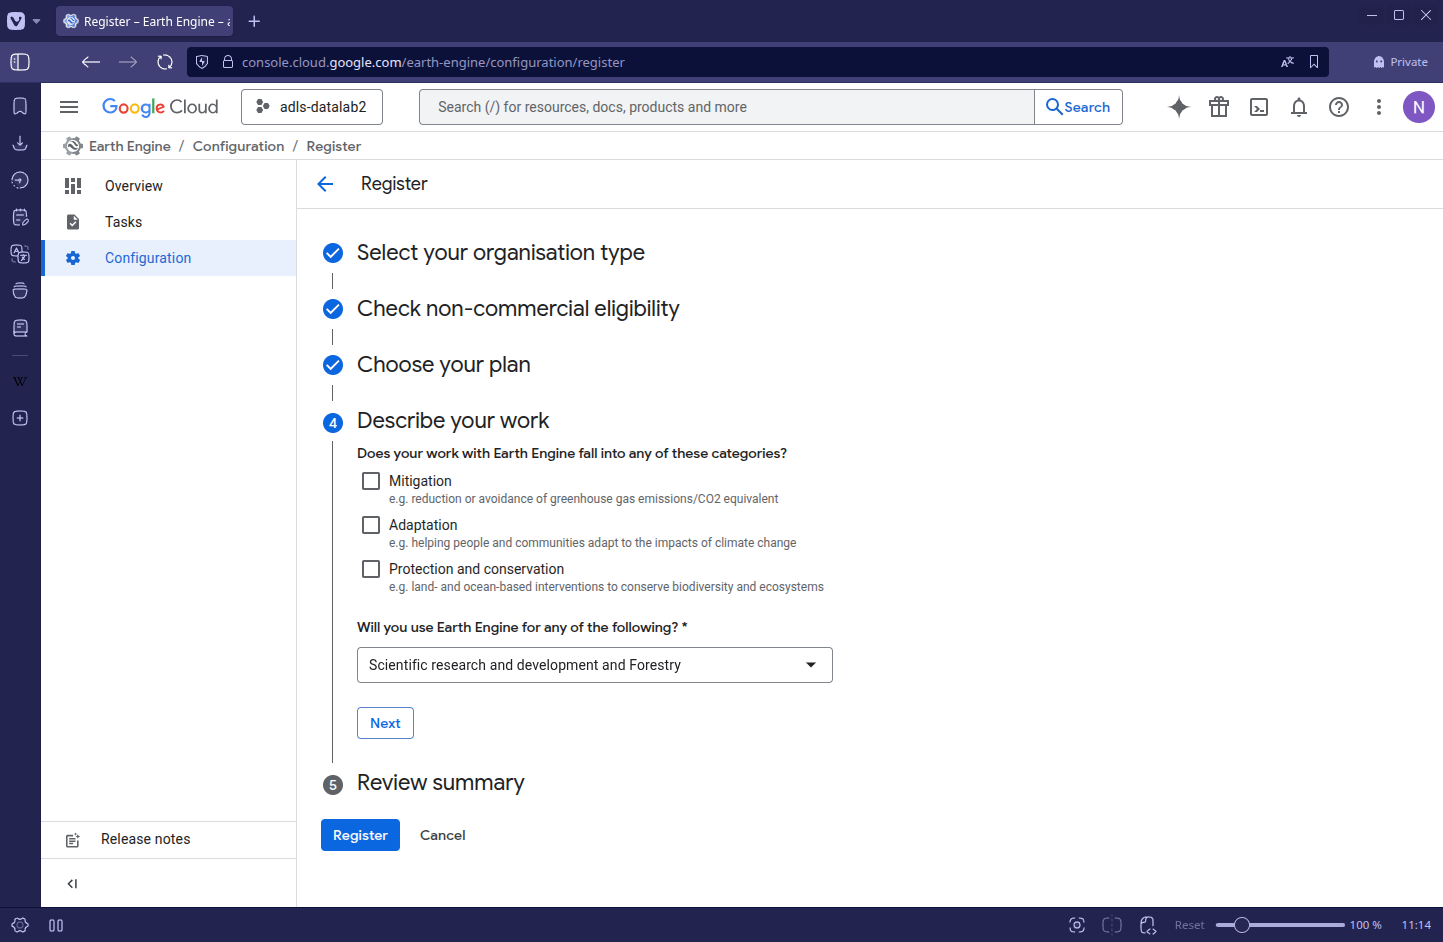 Register – Earth Engine –
console.cloud.google.com/earth-engine/configuration/register
Private
Google Cloud
adls-datalab2
Search (/) for resources, docs, products and more
Search
N
Earth Engine / Configuration / Register
Overview
Tasks
Configuration
Release notes
Register
Select your organisation type
Check non-commercial eligibility
Choose your plan
4 Describe your work
Does your work with Earth Engine fall into any of these categories?
Mitigation
e.g. reduction or avoidance of greenhouse gas emissions/CO2 equivalent
Adaptation
e.g. helping people and communities adapt to the impacts of climate change
Protection and conservation
e.g. land- and ocean-based interventions to conserve biodiversity and ecosystems
Will you use Earth Engine for any of the following? *
Scientific research and development and Forestry
Next
5 Review summary
Register Cancel
W
Reset 100 % 11:14